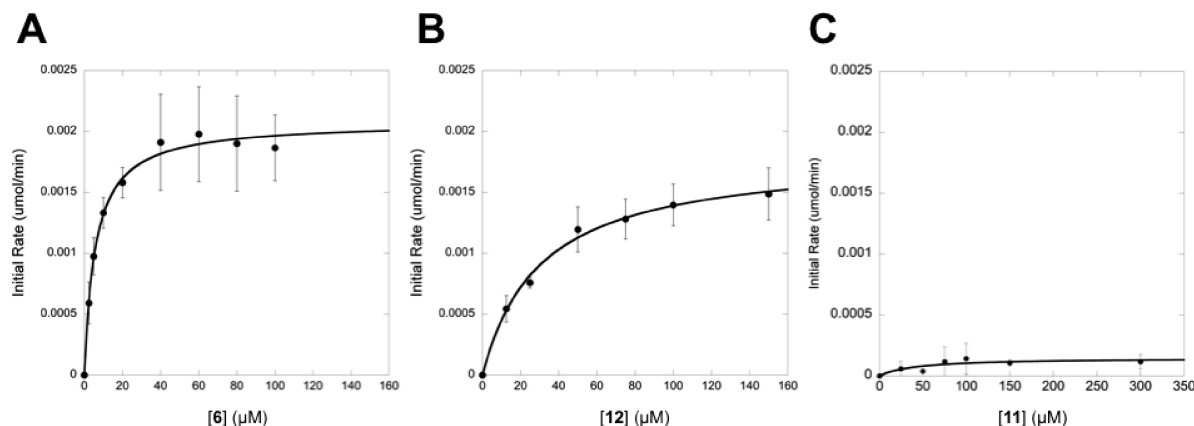 A
B
C
0.0025
0.002
0.0015
0.001
0.0005
0
Initial Rate (umol/min)
0 20 40 60 80 100 120 140 160
[6] (µM)
0.0025
0.002
0.0015
0.001
0.0005
0
Initial Rate (umol/min)
0 20 40 60 80 100 120 140 160
[12] (µM)
0.0025
0.002
0.0015
0.001
0.0005
0
Initial Rate (umol/min)
0 50 100 150 200 250 300 350
[11] (µM)